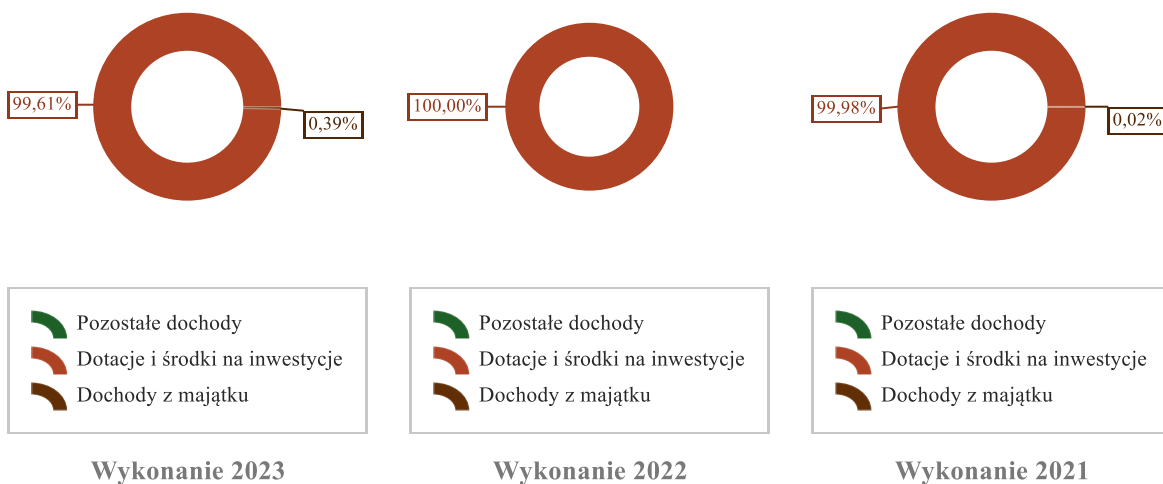 99,61%
0,39%
Pozostałe dochody
Dotacje i środki na inwestycje
Dochody z majątku
Wykonanie 2023
100,00%
Pozostałe dochody
Dotacje i środki na inwestycje
Dochody z majątku
Wykonanie 2022
99,98%
0,02%
Pozostałe dochody
Dotacje i środki na inwestycje
Dochody z majątku
Wykonanie 2021